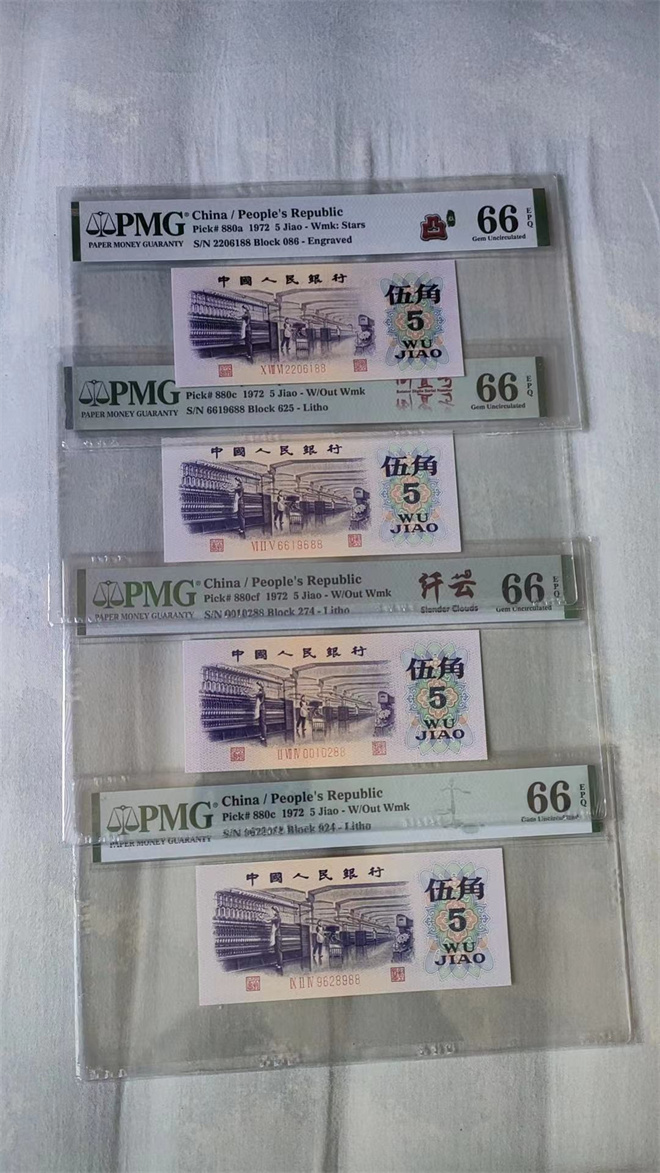 PMG
PAPER MONEY GUARANTY
China / People's Republic
Pick# 880a 1972 5 Jiao - Wmk: Stars
S/N 2206188 Block 086 - Engraved
凸
66
EPQ
Gem Uncirculated
中國人民銀行
伍角
5
WU
JIAO
2206188
PMG
PAPER MONEY GUARANTY
Pick# 880c 1972 5 Jiao - W/Out Wmk
S/N 6619688 Block 625 - Litho
66
EPQ
Gem Uncirculated
中國人民銀行
伍角
5
WU
JIAO
VI II V 6619688
PMG
PAPER MONEY GUARANTY
China / People's Republic
Pick# 880cf 1972 5 Jiao - W/Out Wmk
S/N 0010288 Block 274 - Litho
纤云
Slander Clouds
66
EPQ
Gem Uncirculated
中國人民銀行
伍角
5
WU
JIAO
II VII IV 0010288
PMG
PAPER MONEY GUARANTY
China / People's Republic
Pick# 880c 1972 5 Jiao - W/Out Wmk
S/N Block 924 - Litho
66
EPQ
Gem Uncirculated
中國人民銀行
伍角
5
WU
JIAO
IX II IV 9628988